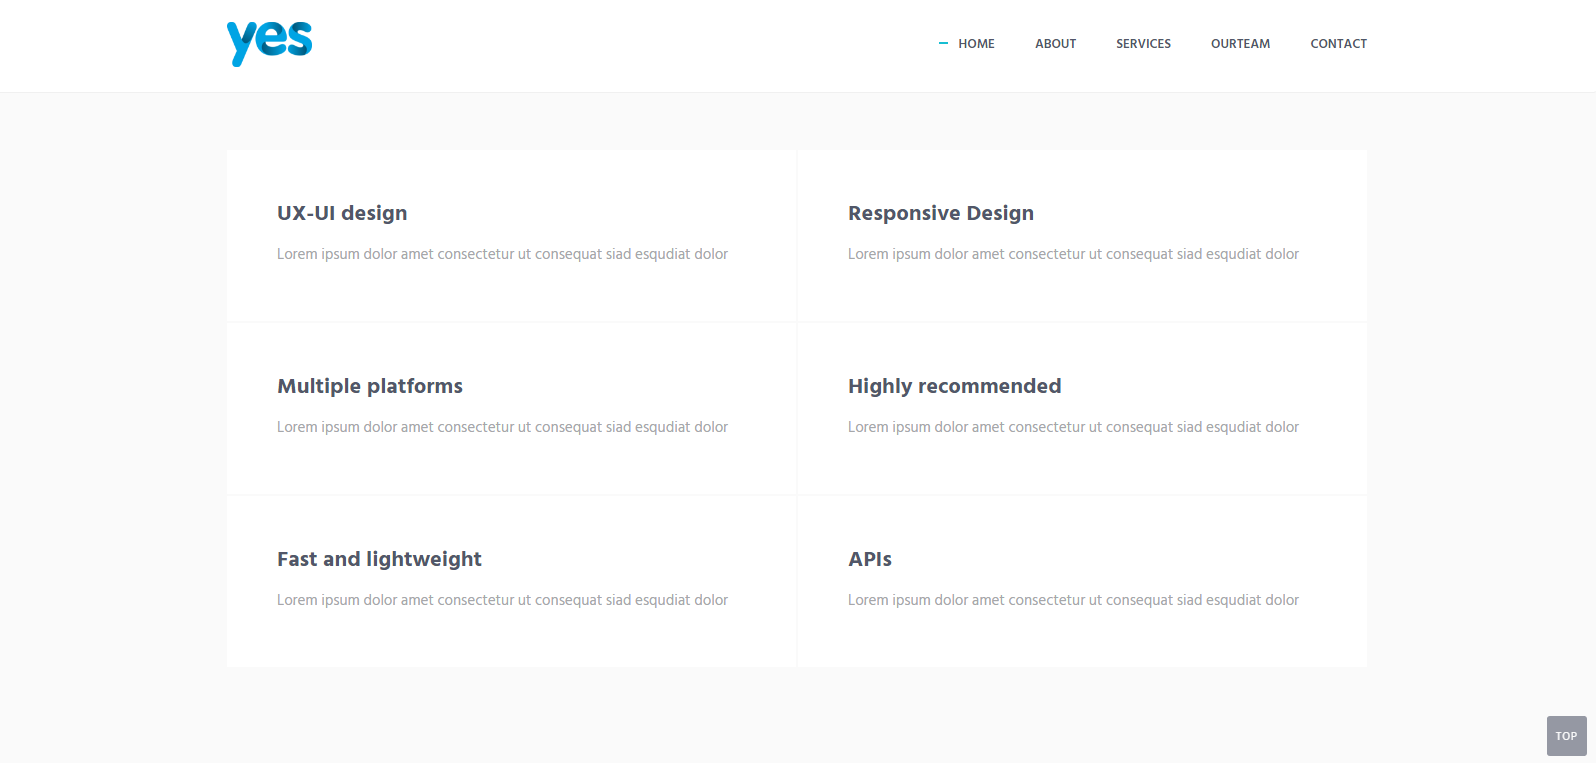 yes
HOME ABOUT SERVICES OURTEAM CONTACT
UX-UI design
Lorem ipsum dolor amet consectetur ut consequat siad esqudiat dolor
Responsive Design
Lorem ipsum dolor amet consectetur ut consequat siad esqudiat dolor
Multiple platforms
Lorem ipsum dolor amet consectetur ut consequat siad esqudiat dolor
Highly recommended
Lorem ipsum dolor amet consectetur ut consequat siad esqudiat dolor
Fast and lightweight
Lorem ipsum dolor amet consectetur ut consequat siad esqudiat dolor
APIs
Lorem ipsum dolor amet consectetur ut consequat siad esqudiat dolor
TOP